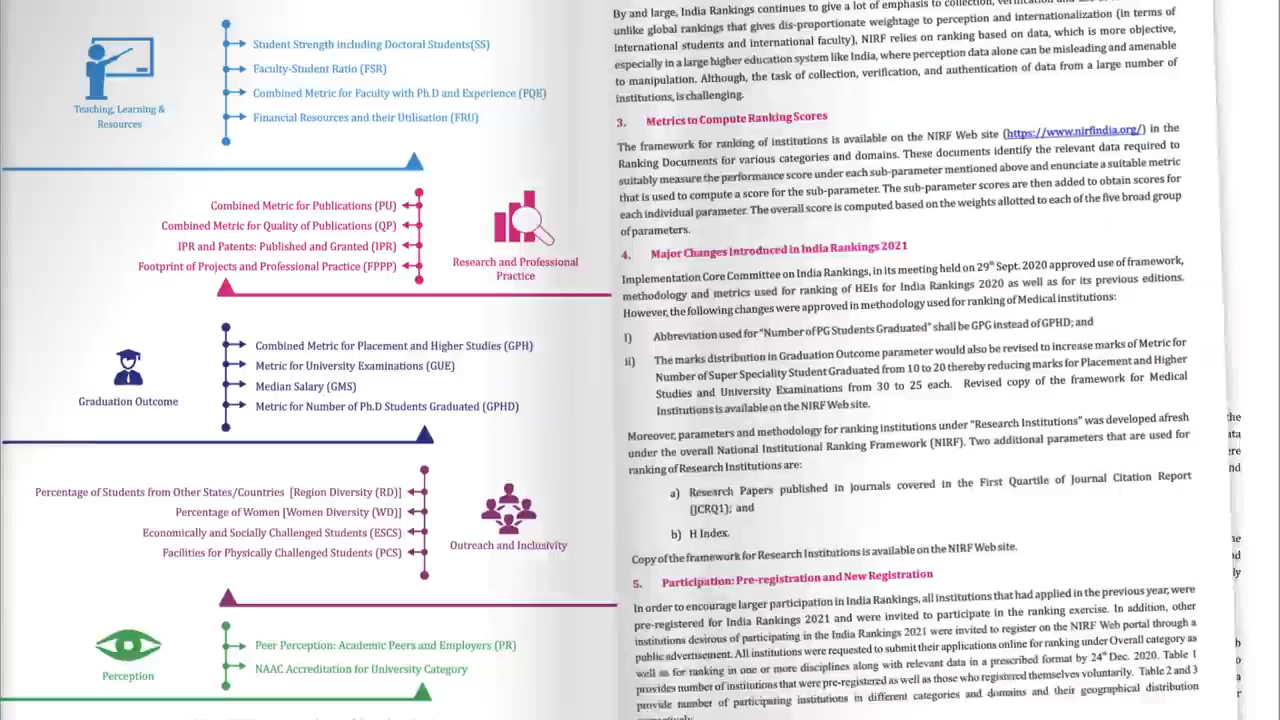 Teaching, Learning &
Resources
Student Strength including Doctoral Students(SS)
Faculty-Student Ratio (FSR)
Combined Metric for Faculty with Ph.D and Experience (FQE)
Financial Resources and their Utilisation (FRU)
Combined Metric for Publications (PU)
Combined Metric for Quality of Publications (QP)
IPR and Patents: Published and Granted (IPR)
Footprint of Projects and Professional Practice (FPPP)
Research and Professional
Practice
Graduation Outcome
Combined Metric for Placement and Higher Studies (GPH)
Metric for University Examinations (GUE)
Median Salary (GMS)
Metric for Number of Ph.D Students Graduated (GPHD)
Percentage of Students from Other States/Countries [Region Diversity (RD)]
Percentage of Women [Women Diversity (WD)]
Economically and Socially Challenged Students (ESCS)
Facilities for Physically Challenged Students (PCS)
Outreach and Inclusivity
Perception
Peer Perception: Academic Peers and Employers (PR)
NAAC Accreditation for University Category
By and large, India Rankings continues to give a lot of emphasis to collection,
unlike global rankings that gives dis-proportionate weightage to perception and internationalization (in terms of
international students and international faculty), NIRF relies on ranking based on data, which is more objective,
especially in a large higher education system like India, where perception data alone can be misleading and amenable
to manipulation. Although, the task of collection, verification, and authentication of data from a large number of
institutions, is challenging.
3. Metrics to Compute Ranking Scores
The framework for ranking of institutions is available on the NIRF Web site (https://www.nirfindia.org/) in the
Ranking Documents for various categories and domains. These documents identify the relevant data required to
suitably measure the performance score under each sub-parameter mentioned above and enunciate a suitable metric
that is used to compute a score for the sub-parameter. The sub-parameter scores are then added to obtain scores for
each individual parameter. The overall score is computed based on the weights allotted to each of the five broad group
of parameters.
4. Major Changes Introduced in India Rankings 2021
Implementation Core Committee on India Rankings, in its meeting held on 29th Sept. 2020 approved use of framework,
methodology and metrics used for ranking of HEIs for India Rankings 2020 as well as for its previous editions.
However, the following changes were approved in methodology used for ranking of Medical institutions:
i) Abbreviation used for "Number of PG Students Graduated" shall be GPG instead of GPHD; and
ii) The marks distribution in Graduation Outcome parameter would also be revised to increase marks of Metric for
Number of Super Speciality Student Graduated from 10 to 20 thereby reducing marks for Placement and Higher
Studies and University Examinations from 30 to 25 each. Revised copy of the framework for Medical
Institutions is available on the NIRF Web site.
Moreover, parameters and methodology for ranking institutions under "Research Institutions" was developed afresh
under the overall National Institutional Ranking Framework (NIRF). Two additional parameters that are used for
ranking of Research Institutions are:
a) Research Papers published in journals covered in the First Quartile of Journal Citation Report
(JCRQ1); and
b) H Index.
Copy of the framework for Research Institutions is available on the NIRF Web site.
5. Participation: Pre-registration and New Registration
In order to encourage larger participation in India Rankings, all institutions that had applied in the previous year, were
pre-registered for India Rankings 2021 and were invited to participate in the ranking exercise. In addition, other
institutions desirous of participating in the India Rankings 2021 were invited to register on the NIRF Web portal through a
public advertisement. All institutions were requested to submit their applications online for ranking under Overall category as
well as for ranking in one or more disciplines along with relevant data in a prescribed format by 24th Dec. 2020. Table 1
provides number of institutions that were pre-registered as well as those who registered themselves voluntarily. Table 2 and 3
provide number of participating institutions in different categories and domains and their geographical distribution